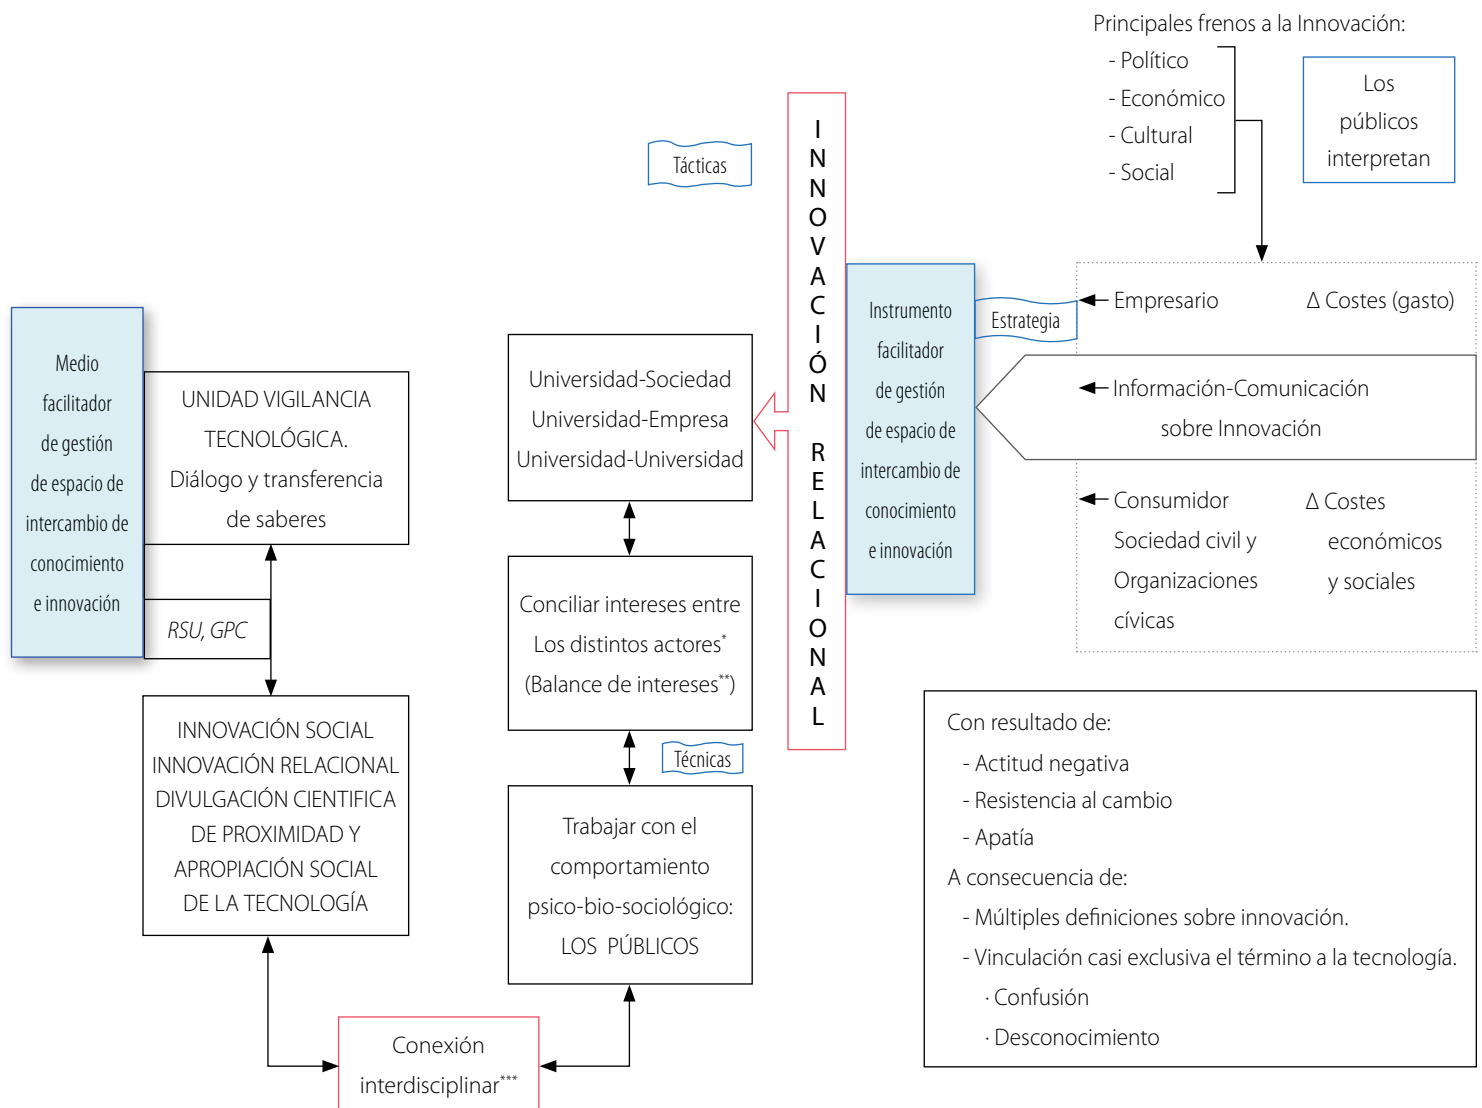 Principales frenos a la Innovación:
- Político
- Económico
- Cultural
- Social
Los
públicos
interpretan
Tácticas
INNOVACIÓN RELACIONAL
Instrumento
facilitador
de gestión
de espacio de
intercambio de
conocimiento
e innovación
Estrategia
Empresario Δ Costes (gasto)
Información-Comunicación
sobre Innovación
Consumidor Δ Costes
Sociedad civil y económicos
Organizaciones y sociales
cívicas
Medio
facilitador
de gestión
de espacio de
intercambio de
conocimiento
e innovación
UNIDAD VIGILANCIA
TECNOLÓGICA.
Diálogo y transferencia
de saberes
RSU, GPC
INNOVACIÓN SOCIAL
INNOVACIÓN RELACIONAL
DIVULGACIÓN CIENTIFICA
DE PROXIMIDAD Y
APROPIACIÓN SOCIAL
DE LA TECNOLOGÍA
Universidad-Sociedad
Universidad-Empresa
Universidad-Universidad
Conciliar intereses entre
Los distintos actores*
(Balance de intereses**)
Técnicas
Trabajar con el
comportamiento
psico-bio-sociológico:
LOS PÚBLICOS
Conexión
interdisciplinar***
Con resultado de:
- Actitud negativa
- Resistencia al cambio
- Apatía
A consecuencia de:
- Múltiples definiciones sobre innovación.
- Vinculación casi exclusiva el término a la tecnología.
· Confusión
· Desconocimiento